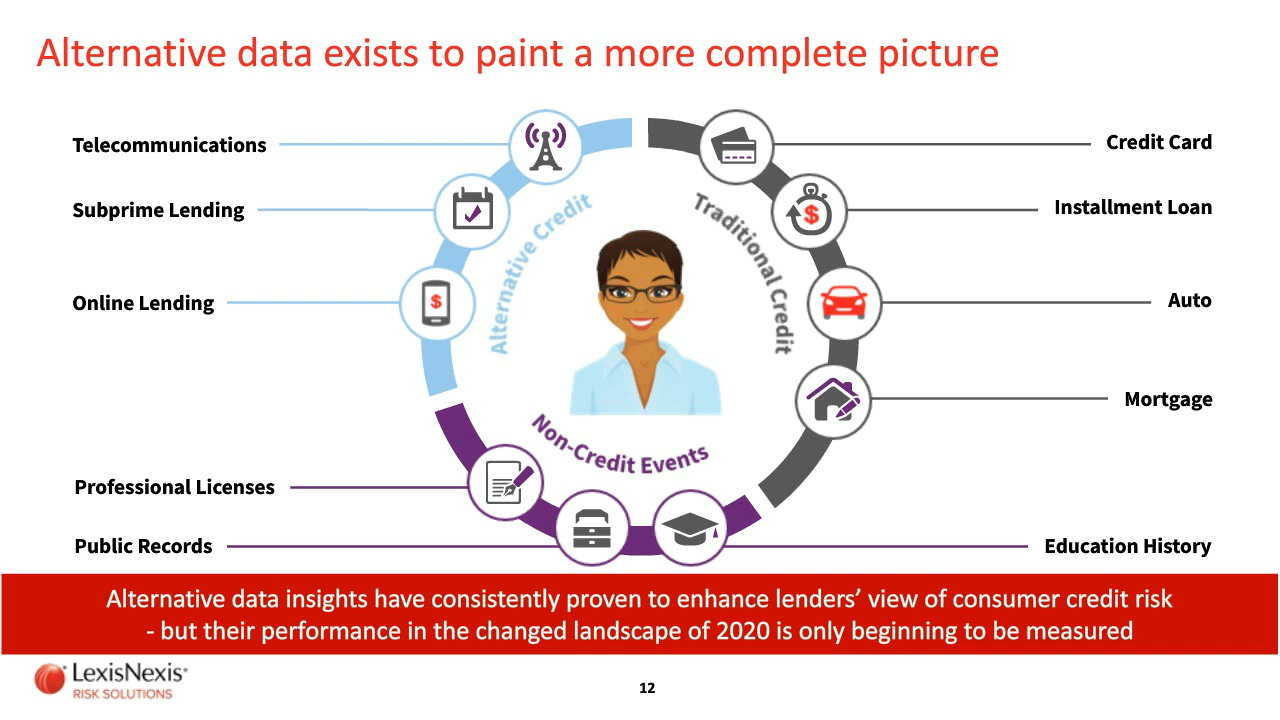 Alternative data exists to paint a more complete picture
Telecommunications
Subprime Lending
Online Lending
Alternative Credit
Traditional Credit
Credit Card
Installment Loan
Auto
Mortgage
Non-Credit Events
Professional Licenses
Public Records
Education History
Alternative data insights have consistently proven to enhance lenders’ view of consumer credit risk
- but their performance in the changed landscape of 2020 is only beginning to be measured
LexisNexis®
RISK SOLUTIONS
12